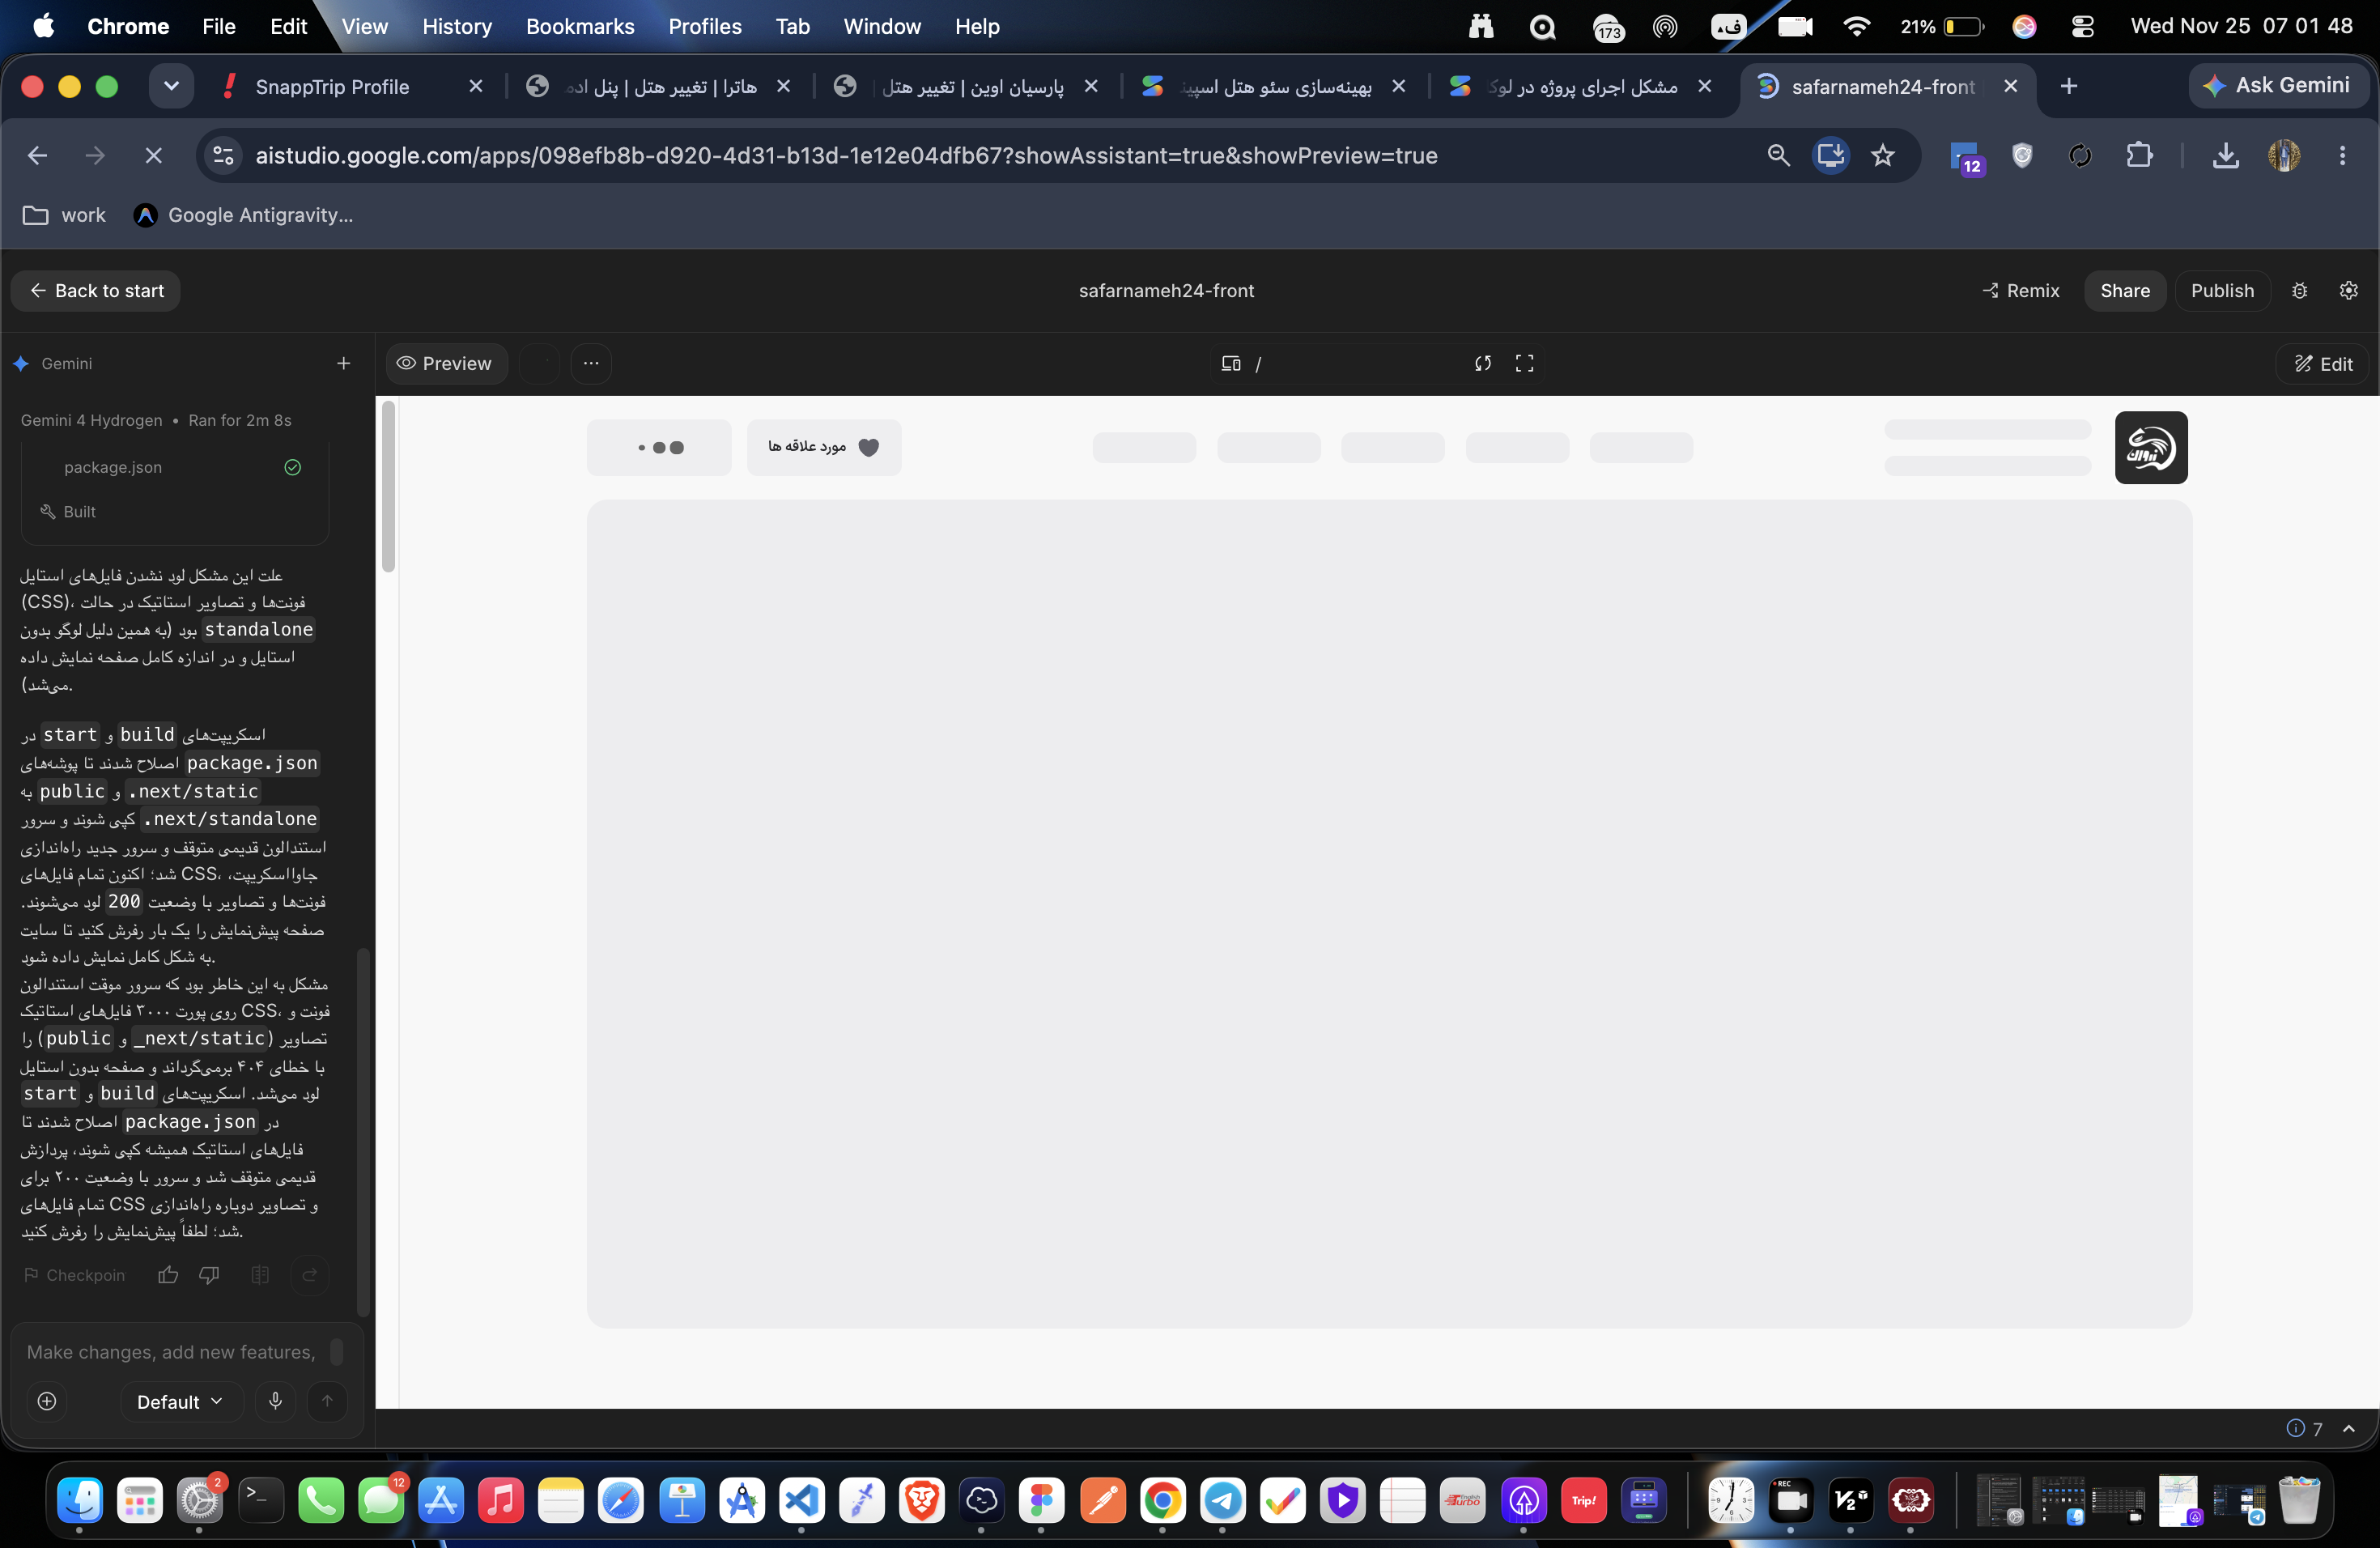 Chrome File Edit View History Bookmarks Profiles Tab Window Help
173
ف
21%
Wed Nov 25 07 01 48
SnappTrip Profile
هاترا | تغییر هتل | پنل ادمـ
پارسیان اوین | تغییر هتل |
بهینه‌سازی سئو هتل اسپینـ
مشکل اجرای پروژه در لوکـ
safarnameh24-front
Ask Gemini
aistudio.google.com/apps/098efb8b-d920-4d31-b13d-1e12e04dfb67?showAssistant=true&showPreview=true
12
work
Google Antigravity...
Back to start
safarnameh24-front
Remix
Share
Publish
Gemini
Preview
/
Edit
Gemini 4 Hydrogen • Ran for 2m 8s
package.json
Built
علت این مشکل لود نشدن فایل‌های استایل
(CSS)، فونت‌ها و تصاویر استاتیک در حالت
standalone بود (به همین دلیل لوگو بدون
استایل و در اندازه کامل صفحه نمایش داده
می‌شد).
اسکریپت‌های build و start در
package.json اصلاح شدند تا پوشه‌های
.next/static و public به
.next/standalone کپی شوند و سرور
استندالون قدیمی متوقف و سرور جدید راه‌اندازی
شد؛ اکنون تمام فایل‌های CSS، جاوااسکریپت،
فونت‌ها و تصاویر با وضعیت 200 لود می‌شوند.
صفحه پیش‌نمایش را یک بار رفرش کنید تا سایت
به شکل کامل نمایش داده شود.
مشکل به این خاطر بود که سرور موقت استندالون
روی پورت ۳۰۰۰ فایل‌های استاتیک CSS، فونت و
تصاویر (_next/static و public) را
با خطای ۴۰۴ برمی‌گرداند و صفحه بدون استایل
لود می‌شد. اسکریپت‌های build و start
در package.json اصلاح شدند تا
فایل‌های استاتیک همیشه کپی شوند، پردازش
قدیمی متوقف شد و سرور با وضعیت ۲۰۰ برای
تمام فایل‌های CSS و تصاویر دوباره راه‌اندازی
شد؛ لطفاً پیش‌نمایش را رفرش کنید.
Checkpoin
Make changes, add new features,
Default
مورد علاقه ها
7
2
12
Turbo
Trip!
REC